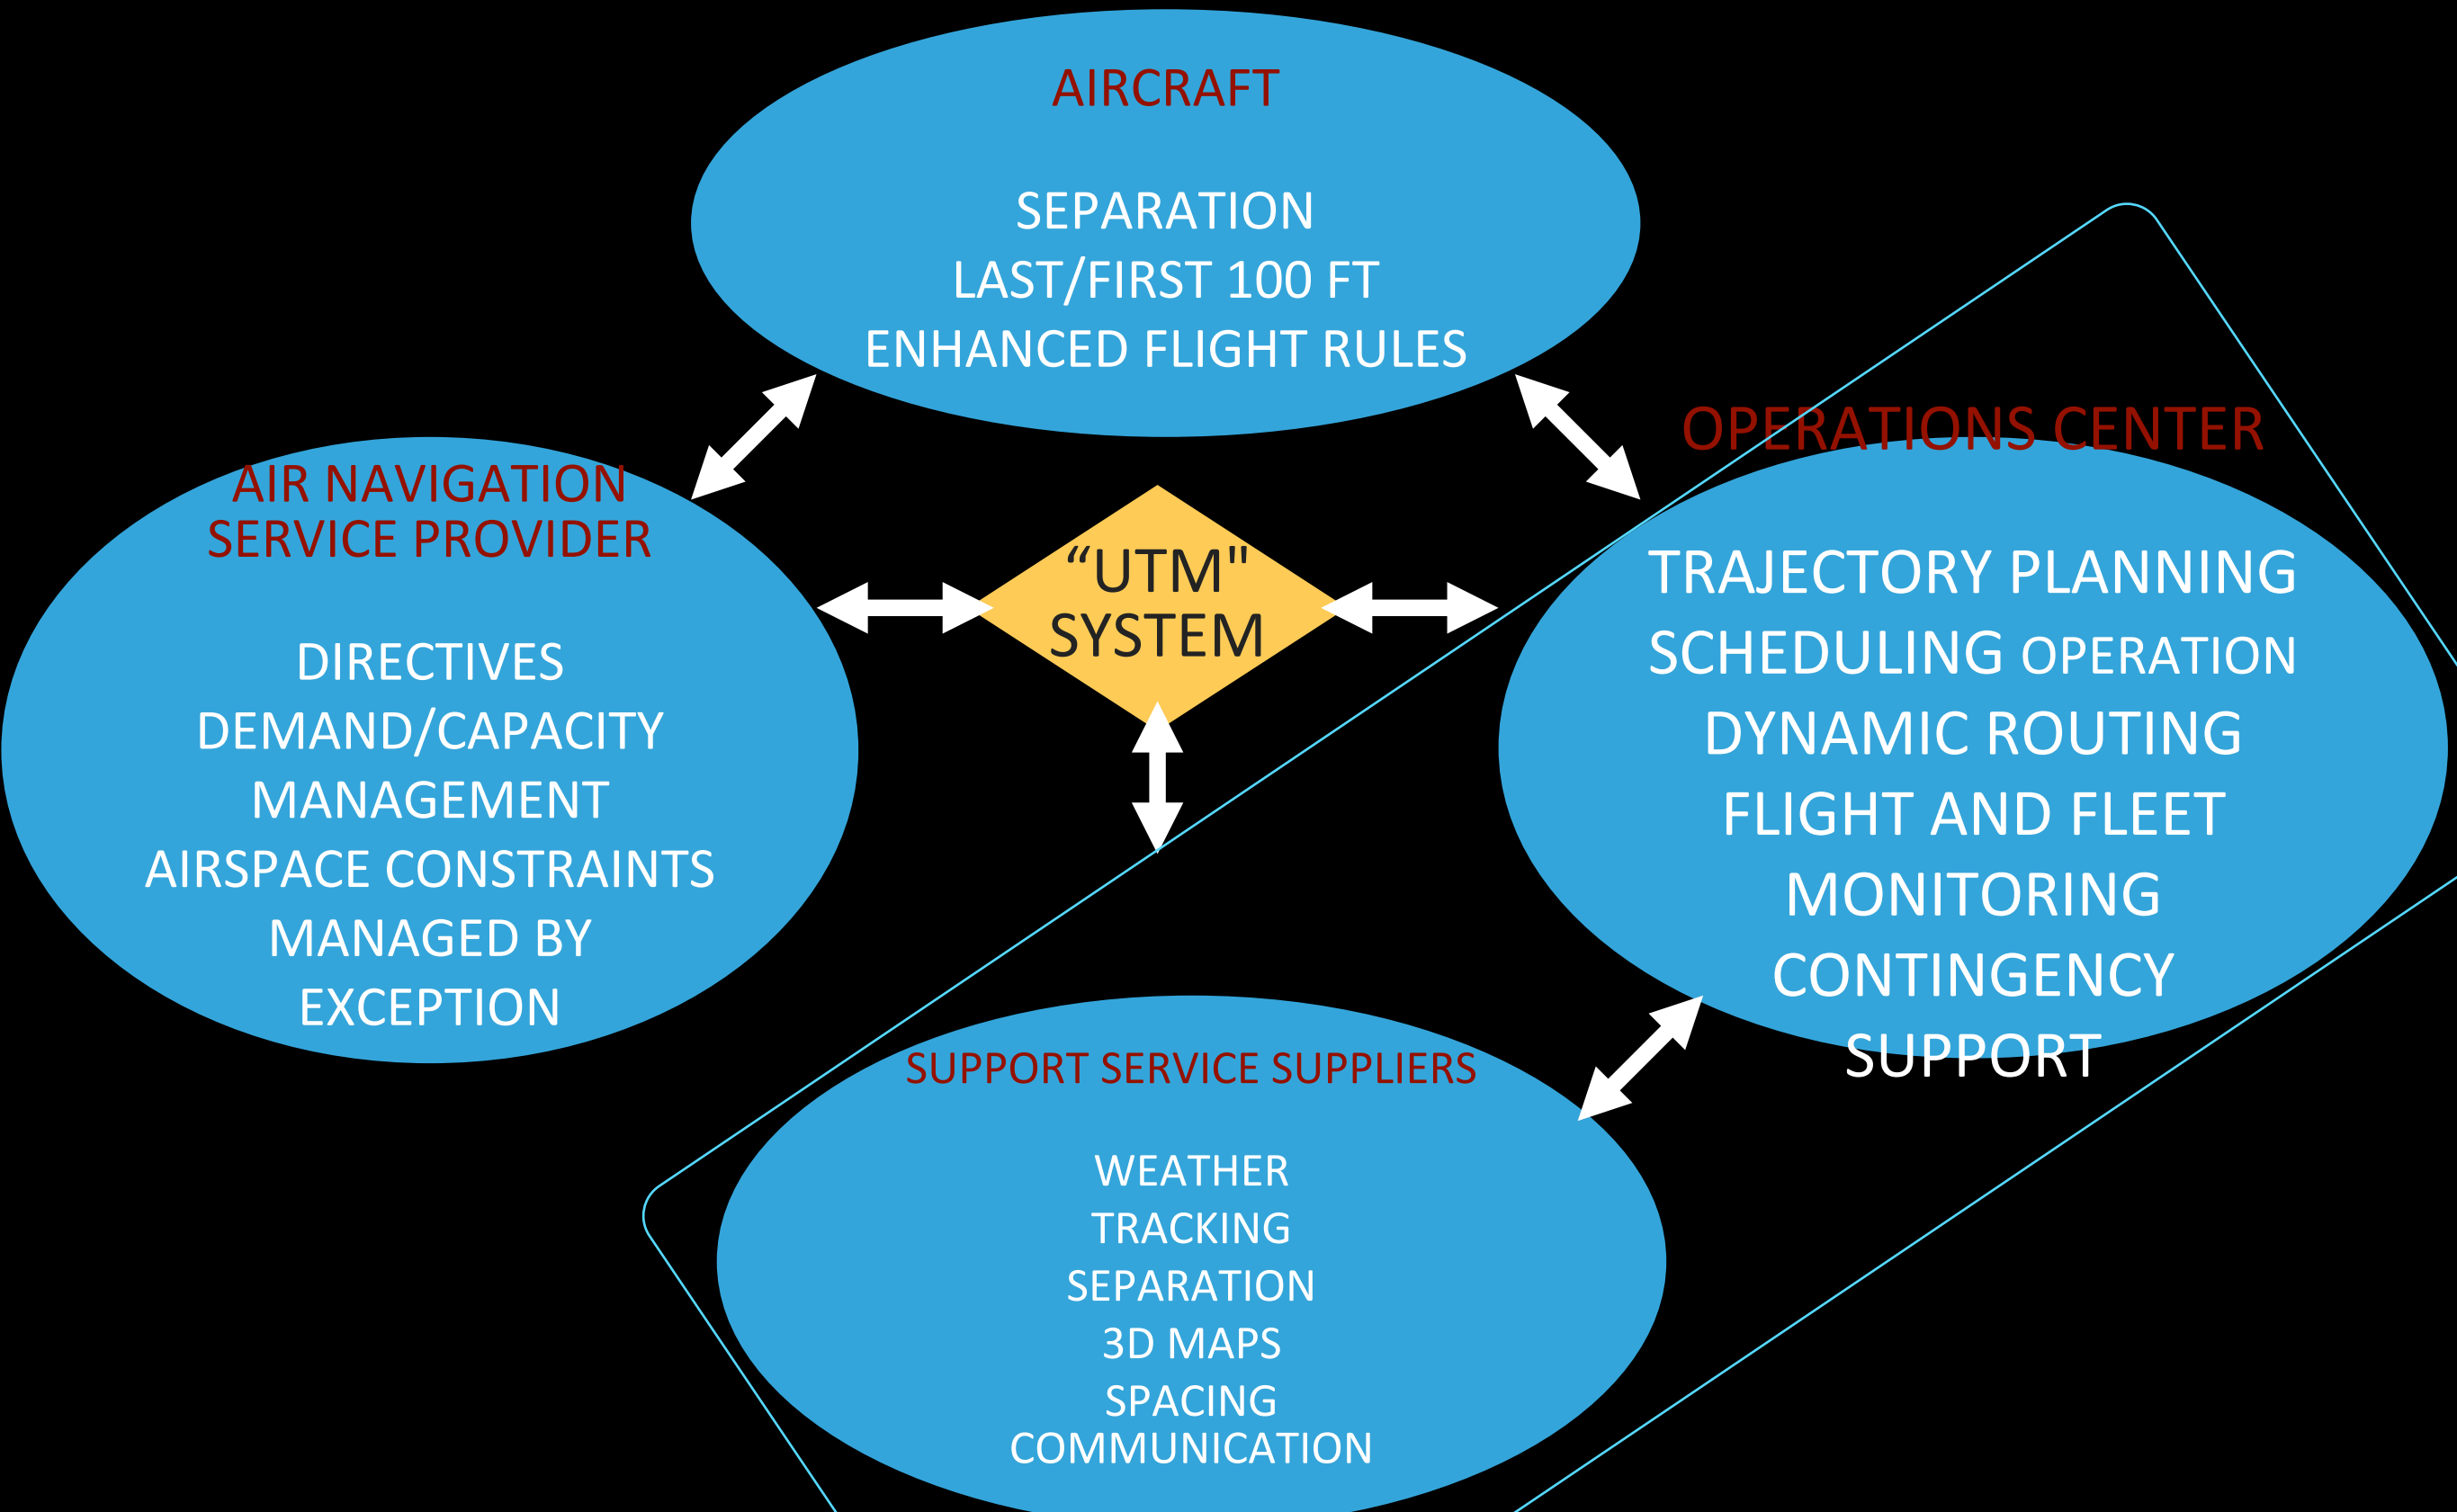 AIRCRAFT
SEPARATION
LAST/FIRST 100 FT
ENHANCED FLIGHT RULES
AIR NAVIGATION
SERVICE PROVIDER
DIRECTIVES
DEMAND/CAPACITY
MANAGEMENT
AIRSPACE CONSTRAINTS
MANAGED BY
EXCEPTION
“UTM"
SYSTEM
OPERATIONS CENTER
TRAJECTORY PLANNING
SCHEDULING OPERATION
DYNAMIC ROUTING
FLIGHT AND FLEET
MONITORING
CONTINGENCY
SUPPORT
SUPPORT SERVICE SUPPLIERS
WEATHER
TRACKING
SEPARATION
3D MAPS
SPACING
COMMUNICATION